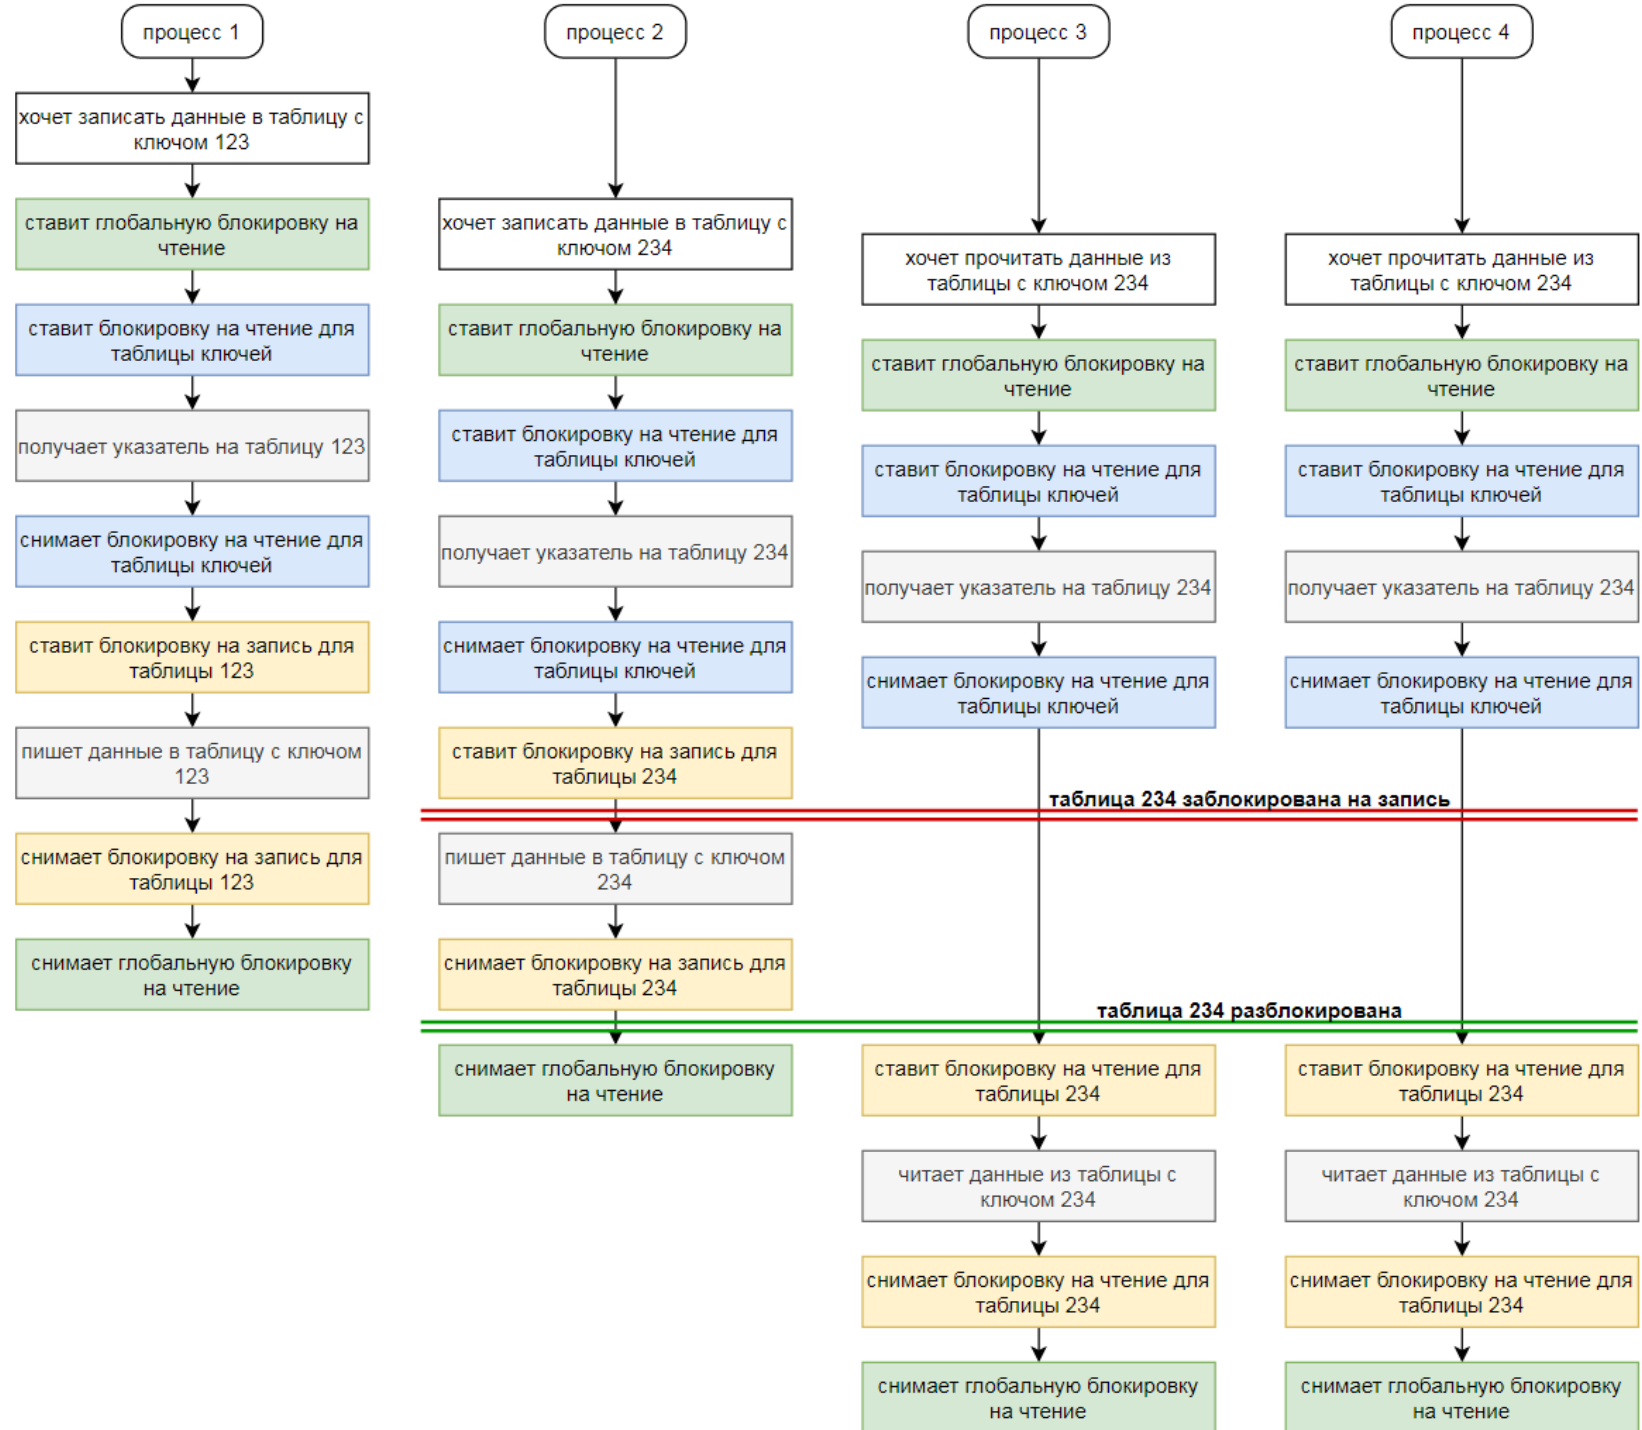 процесс 1
хочет записать данные в таблицу с
ключом 123
ставит глобальную блокировку на
чтение
ставит блокировку на чтение для
таблицы ключей
получает указатель на таблицу 123
снимает блокировку на чтение для
таблицы ключей
ставит блокировку на запись для
таблицы 123
пишет данные в таблицу с ключом
123
снимает блокировку на запись для
таблицы 123
снимает глобальную блокировку
на чтение
процесс 2
хочет записать данные в таблицу с
ключом 234
ставит глобальную блокировку на
чтение
ставит блокировку на чтение для
таблицы ключей
получает указатель на таблицу 234
снимает блокировку на чтение для
таблицы ключей
ставит блокировку на запись для
таблицы 234
таблица 234 заблокирована на запись
пишет данные в таблицу с ключом
234
снимает блокировку на запись для
таблицы 234
таблица 234 разблокирована
снимает глобальную блокировку
на чтение
процесс 3
хочет прочитать данные из
таблицы с ключом 234
ставит глобальную блокировку на
чтение
ставит блокировку на чтение для
таблицы ключей
получает указатель на таблицу 234
снимает блокировку на чтение для
таблицы ключей
ставит блокировку на чтение для
таблицы 234
читает данные из таблицы с
ключом 234
снимает блокировку на чтение для
таблицы 234
снимает глобальную блокировку
на чтение
процесс 4
хочет прочитать данные из
таблицы с ключом 234
ставит глобальную блокировку на
чтение
ставит блокировку на чтение для
таблицы ключей
получает указатель на таблицу 234
снимает блокировку на чтение для
таблицы ключей
ставит блокировку на чтение для
таблицы 234
читает данные из таблицы с
ключом 234
снимает блокировку на чтение для
таблицы 234
снимает глобальную блокировку
на чтение